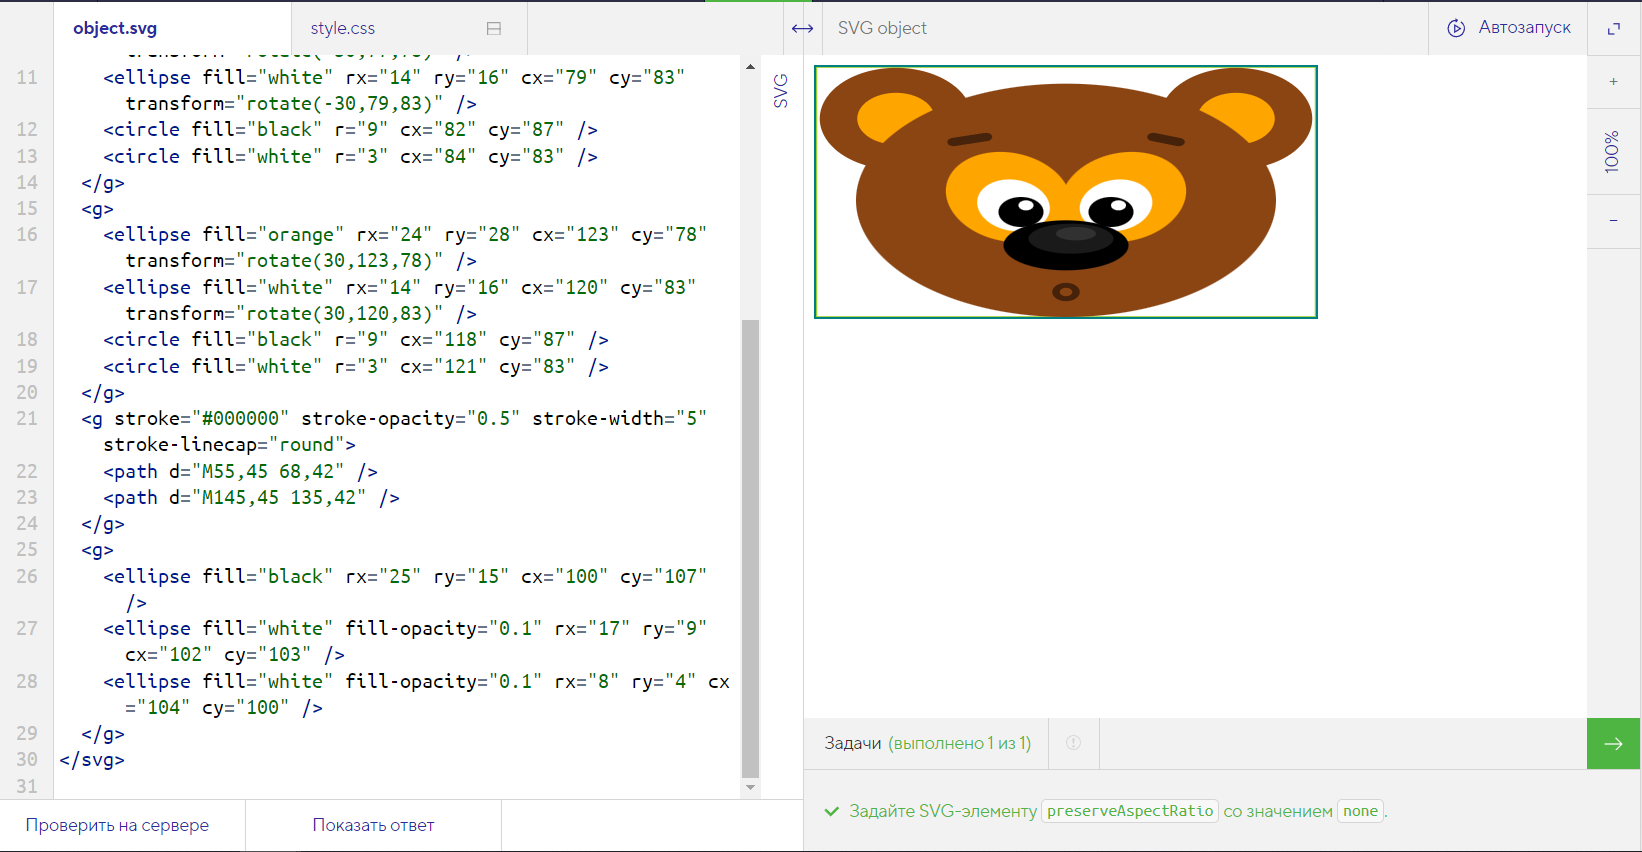 object.svg
style.css
SVG object
Автозапуск
11 <ellipse fill="white" rx="14" ry="16" cx="79" cy="83"
transform="rotate(-30,79,83)" />
12 <circle fill="black" r="9" cx="82" cy="87" />
13 <circle fill="white" r="3" cx="84" cy="83" />
14 </g>
15 <g>
16 <ellipse fill="orange" rx="24" ry="28" cx="123" cy="78"
transform="rotate(30,123,78)" />
17 <ellipse fill="white" rx="14" ry="16" cx="120" cy="83"
transform="rotate(30,120,83)" />
18 <circle fill="black" r="9" cx="118" cy="87" />
19 <circle fill="white" r="3" cx="121" cy="83" />
20 </g>
21 <g stroke="#000000" stroke-opacity="0.5" stroke-width="5"
stroke-linecap="round">
22 <path d="M55,45 68,42" />
23 <path d="M145,45 135,42" />
24 </g>
25 <g>
26 <ellipse fill="black" rx="25" ry="15" cx="100" cy="107"
/>
27 <ellipse fill="white" fill-opacity="0.1" rx="17" ry="9"
cx="102" cy="103" />
28 <ellipse fill="white" fill-opacity="0.1" rx="8" ry="4" cx
="104" cy="100" />
29 </g>
30 </svg>
31
SVG
+
100%
−
Задачи (выполнено 1 из 1)
Задайте SVG-элементу preserveAspectRatio со значением none.
Проверить на сервере
Показать ответ